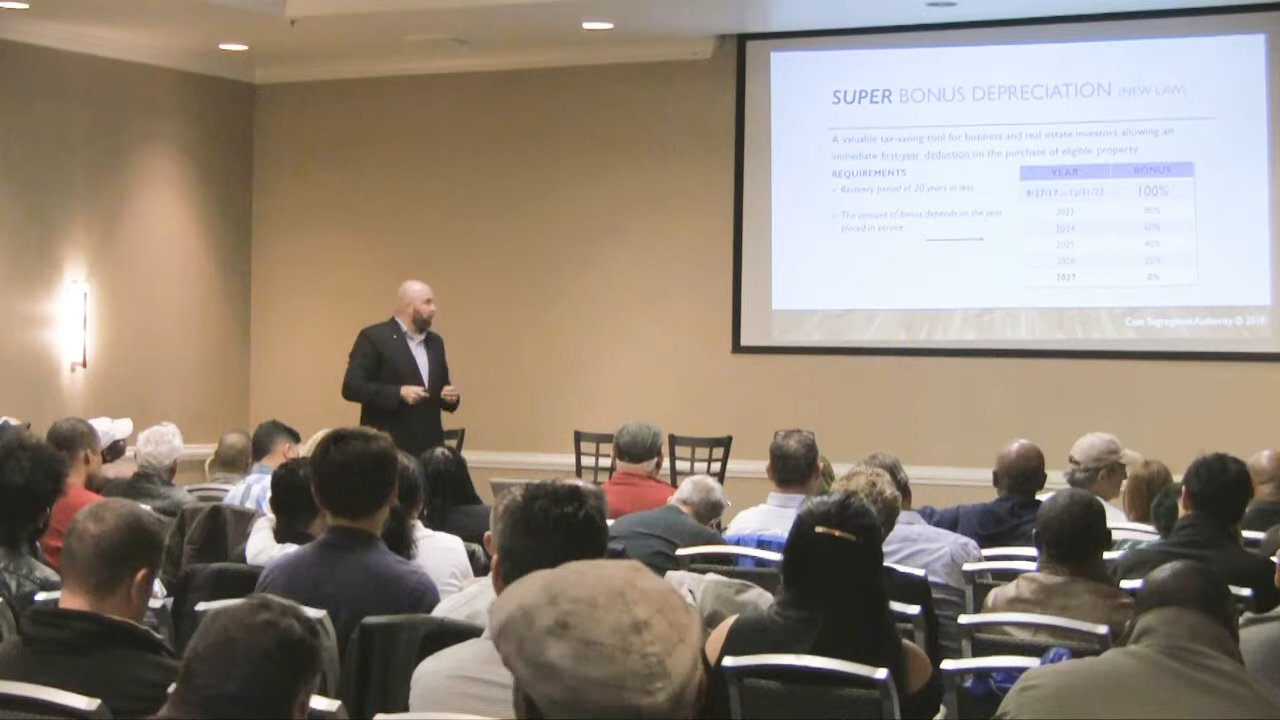 SUPER BONUS DEPRECIATION (NEW LAW)
A valuable tax-saving tool for business and real estate investors allowing an
immediate first-year deduction on the purchase of eligible property
REQUIREMENTS
✓ Recovery period of 20 years or less
✓ The amount of bonus depends on the year
placed in service
YEAR BONUS
9/27/17 – 12/31/22 100%
2023 80%
2024 60%
2025 40%
2026 20%
2027 0%
Cost Segregation Authority ©